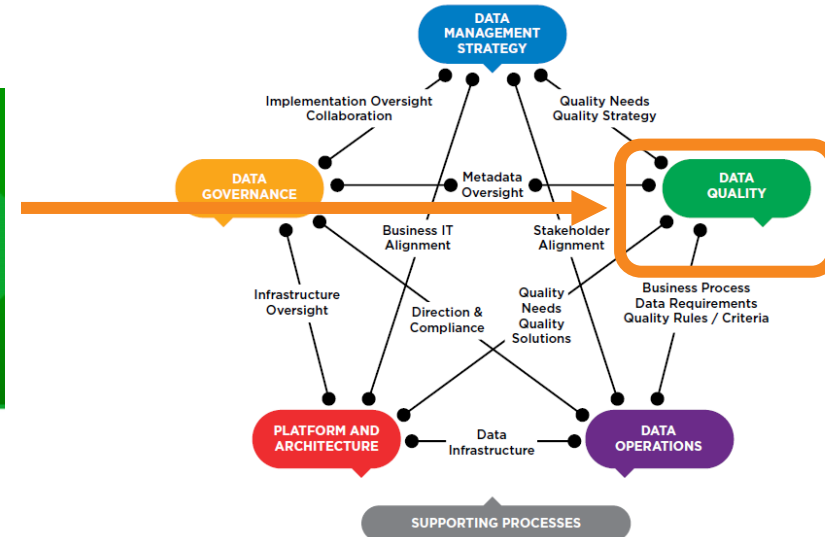 DATA
MANAGEMENT
STRATEGY
Implementation Oversight
Collaboration
Quality Needs
Quality Strategy
DATA
GOVERNANCE
Metadata
Oversight
DATA
QUALITY
Business IT
Alignment
Stakeholder
Alignment
Infrastructure
Oversight
Direction &
Compliance
Quality
Needs
Quality
Solutions
Business Process
Data Requirements
Quality Rules / Criteria
PLATFORM AND
ARCHITECTURE
Data
Infrastructure
DATA
OPERATIONS
SUPPORTING PROCESSES